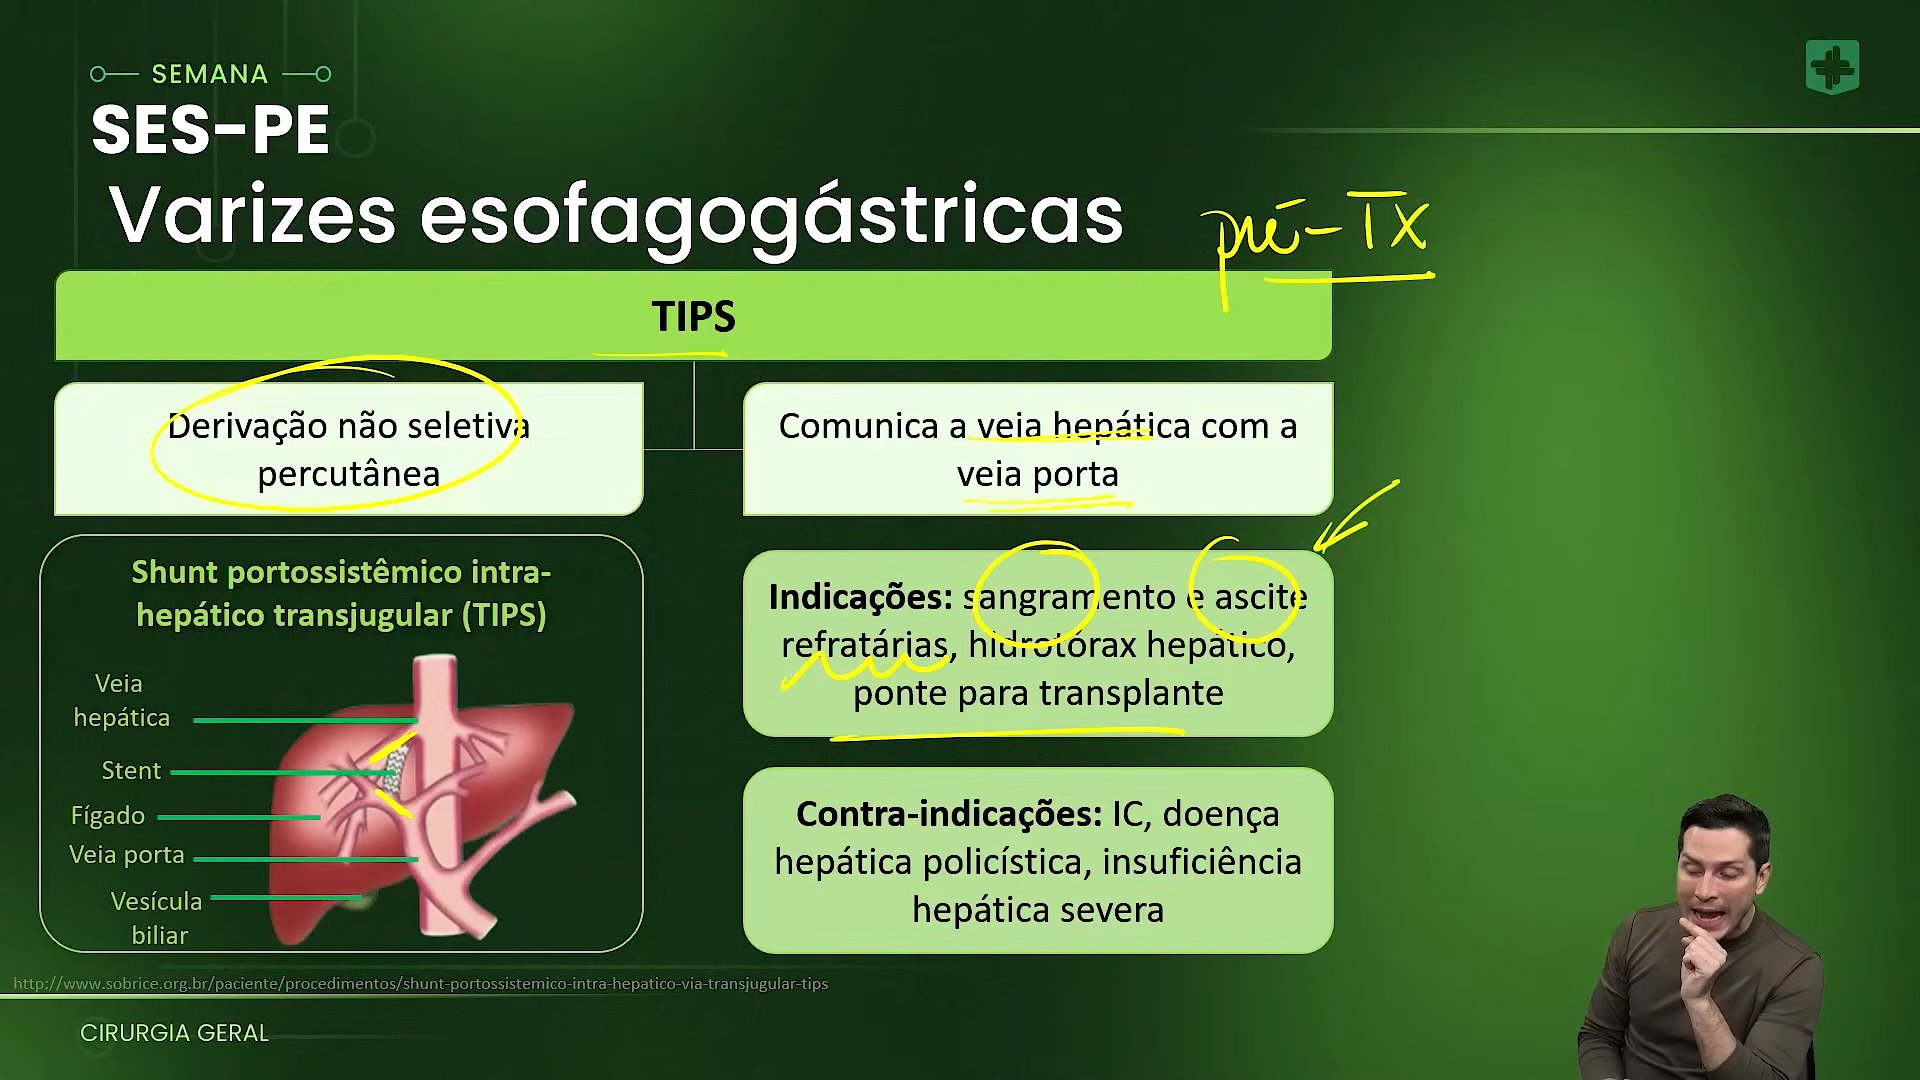 SEMANA
SES-PE
Varizes esofagogástricas
pré-TX
TIPS
Derivação não seletiva
percutânea
Comunica a veia hepática com a
veia porta
Shunt portossistêmico intra-
hepático transjugular (TIPS)
Veia
hepática
Stent
Fígado
Veia porta
Vesícula
biliar
Indicações: sangramento e ascite
refratárias, hidrotórax hepático,
ponte para transplante
Contra-indicações: IC, doença
hepática policística, insuficiência
hepática severa
http://www.sobrice.org.br/paciente/procedimentos/shunt-portossistemico-intra-hepatico-via-transjugular-tips
CIRURGIA GERAL